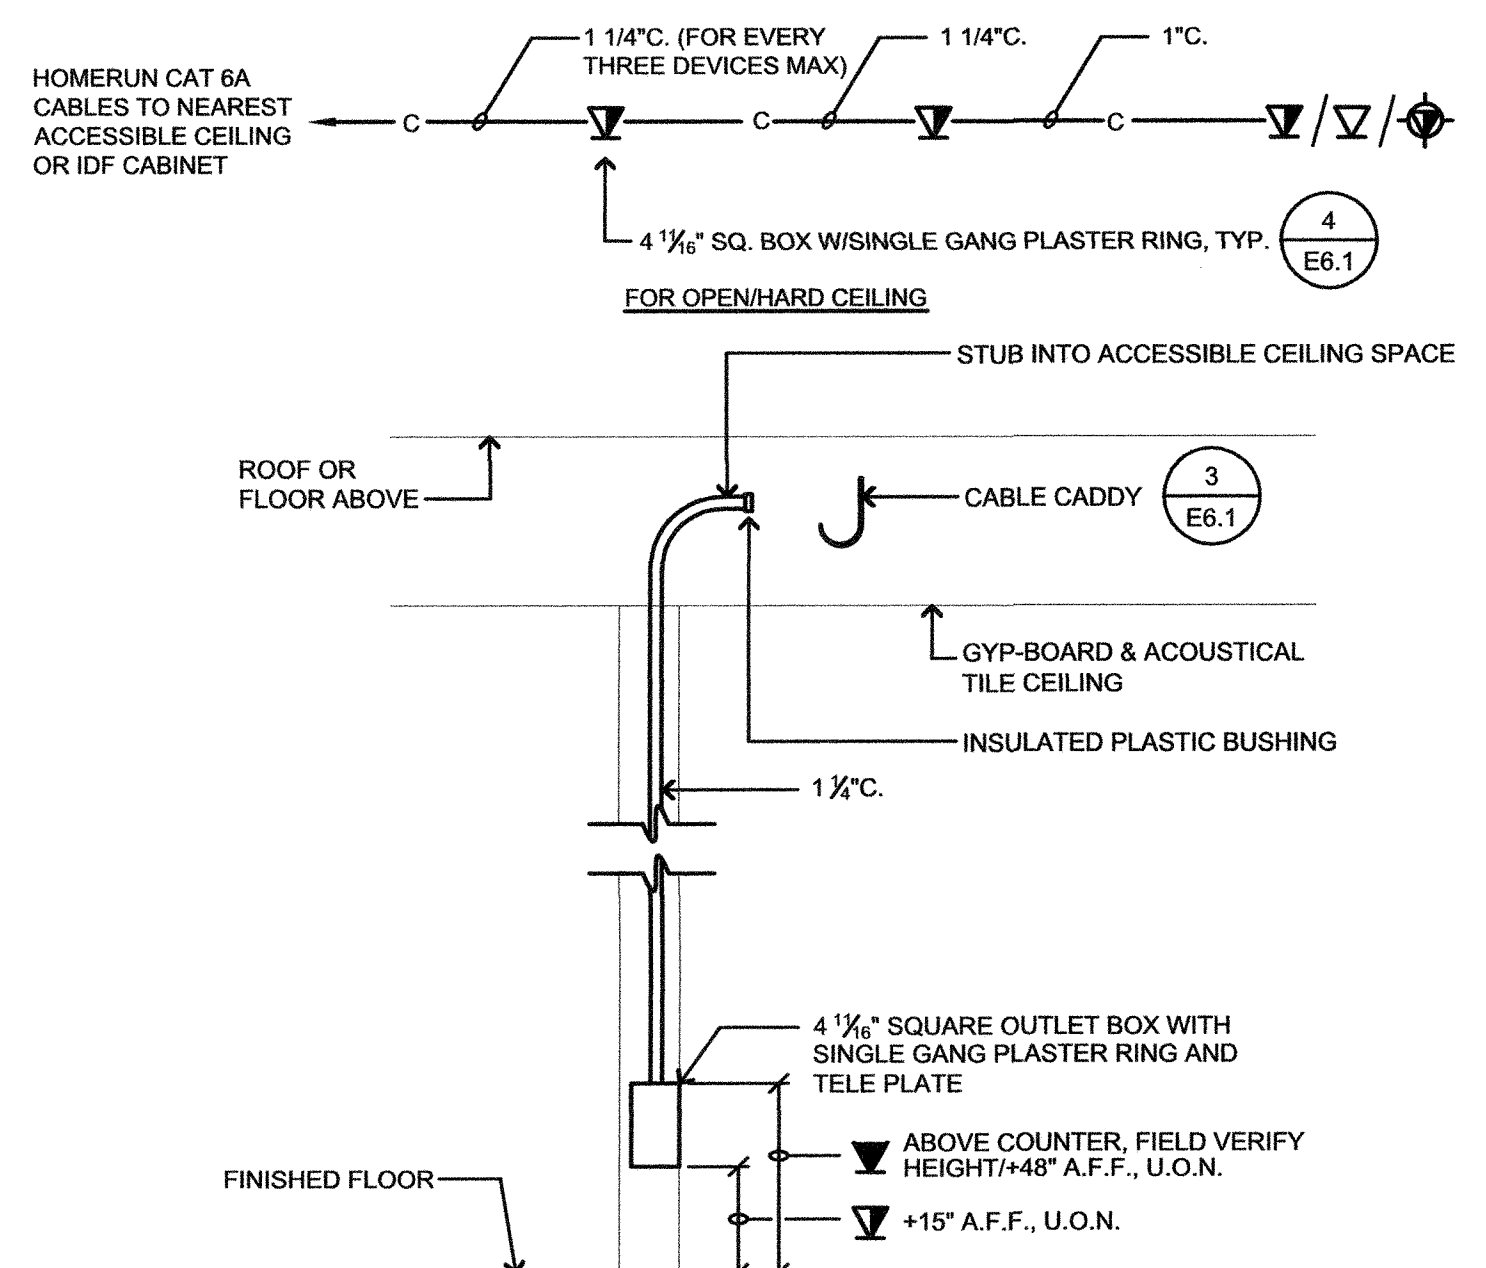 1 1/4"C. (FOR EVERY
THREE DEVICES MAX)
1 1/4"C.
1"C.
HOMERUN CAT 6A
CABLES TO NEAREST
ACCESSIBLE CEILING
OR IDF CABINET
C
C
C
4 11/16" SQ. BOX W/SINGLE GANG PLASTER RING, TYP.
4
E6.1
FOR OPEN/HARD CEILING
STUB INTO ACCESSIBLE CEILING SPACE
ROOF OR
FLOOR ABOVE
CABLE CADDY
3
E6.1
GYP-BOARD & ACOUSTICAL
TILE CEILING
INSULATED PLASTIC BUSHING
1 1/4"C.
4 11/16" SQUARE OUTLET BOX WITH
SINGLE GANG PLASTER RING AND
TELE PLATE
ABOVE COUNTER, FIELD VERIFY
HEIGHT/+48" A.F.F., U.O.N.
FINISHED FLOOR
+15" A.F.F., U.O.N.